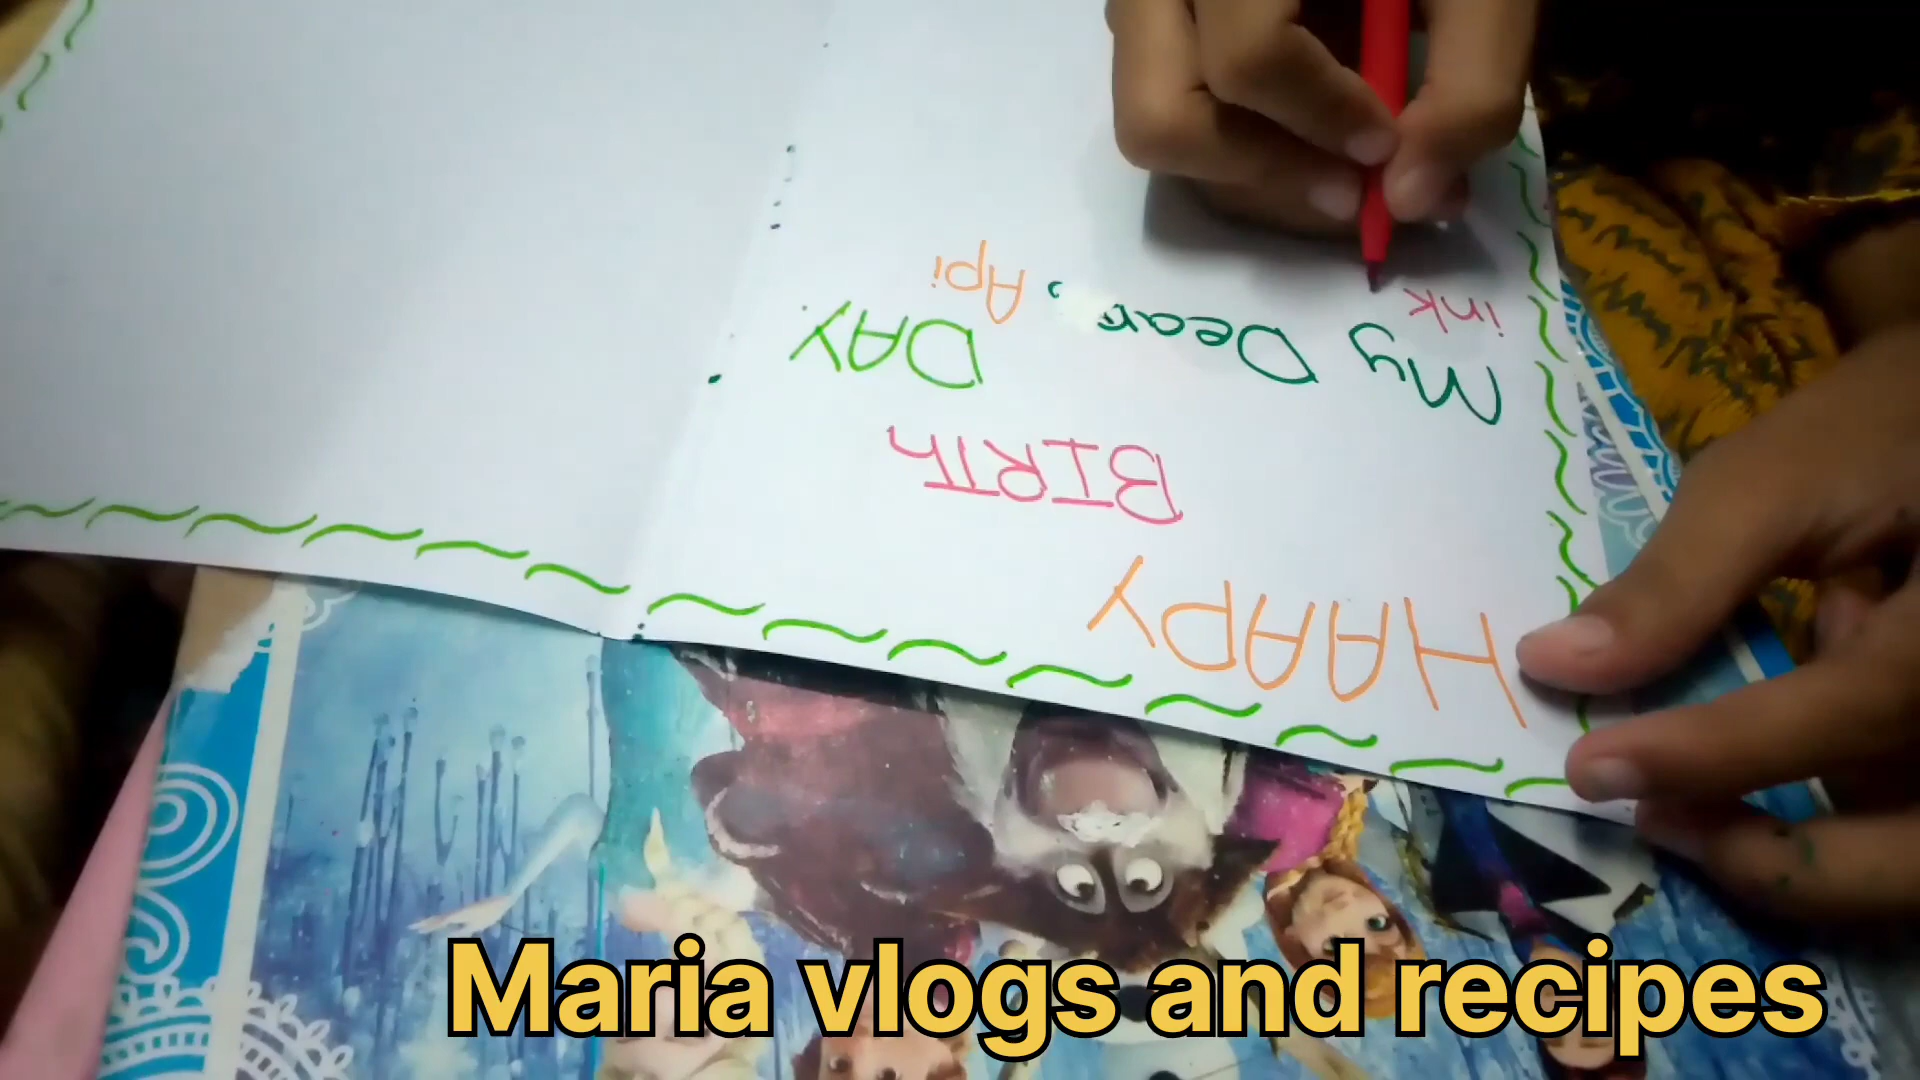 HAPPY
BIRTh
DAY
My Dear, Api
ink
Maria vlogs and recipes